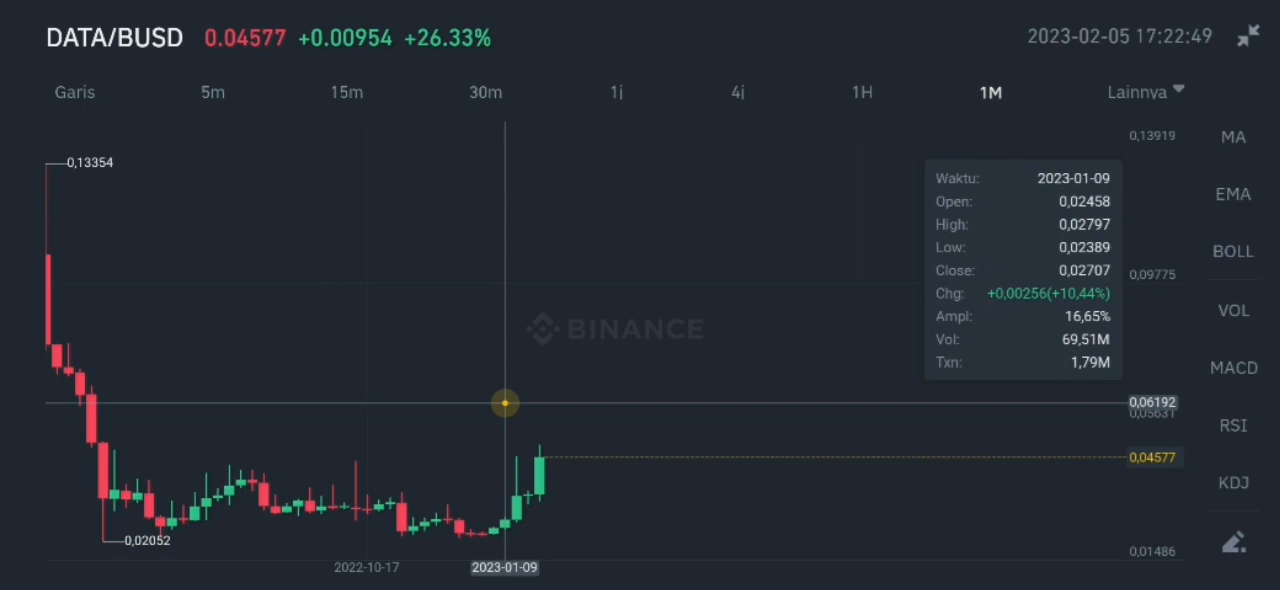 DATA/BUSD 0.04577 +0.00954 +26.33% 2023-02-05 17:22:49
Garis 5m 15m 30m 1j 4j 1H 1M Lainnya
0,13919 MA
0,13354
Waktu: 2023-01-09
Open: 0,02458 EMA
High: 0,02797
Low: 0,02389 BOLL
Close: 0,02707 0,09775
Chg: +0,00256(+10,44%)
Ampl: 16,65% VOL
BINANCE
Vol: 69,51M
Txn: 1,79M MACD
0,06192
0,05631
RSI
0,04577
KDJ
0,02052
0,01486
2022-10-17 2023-01-09